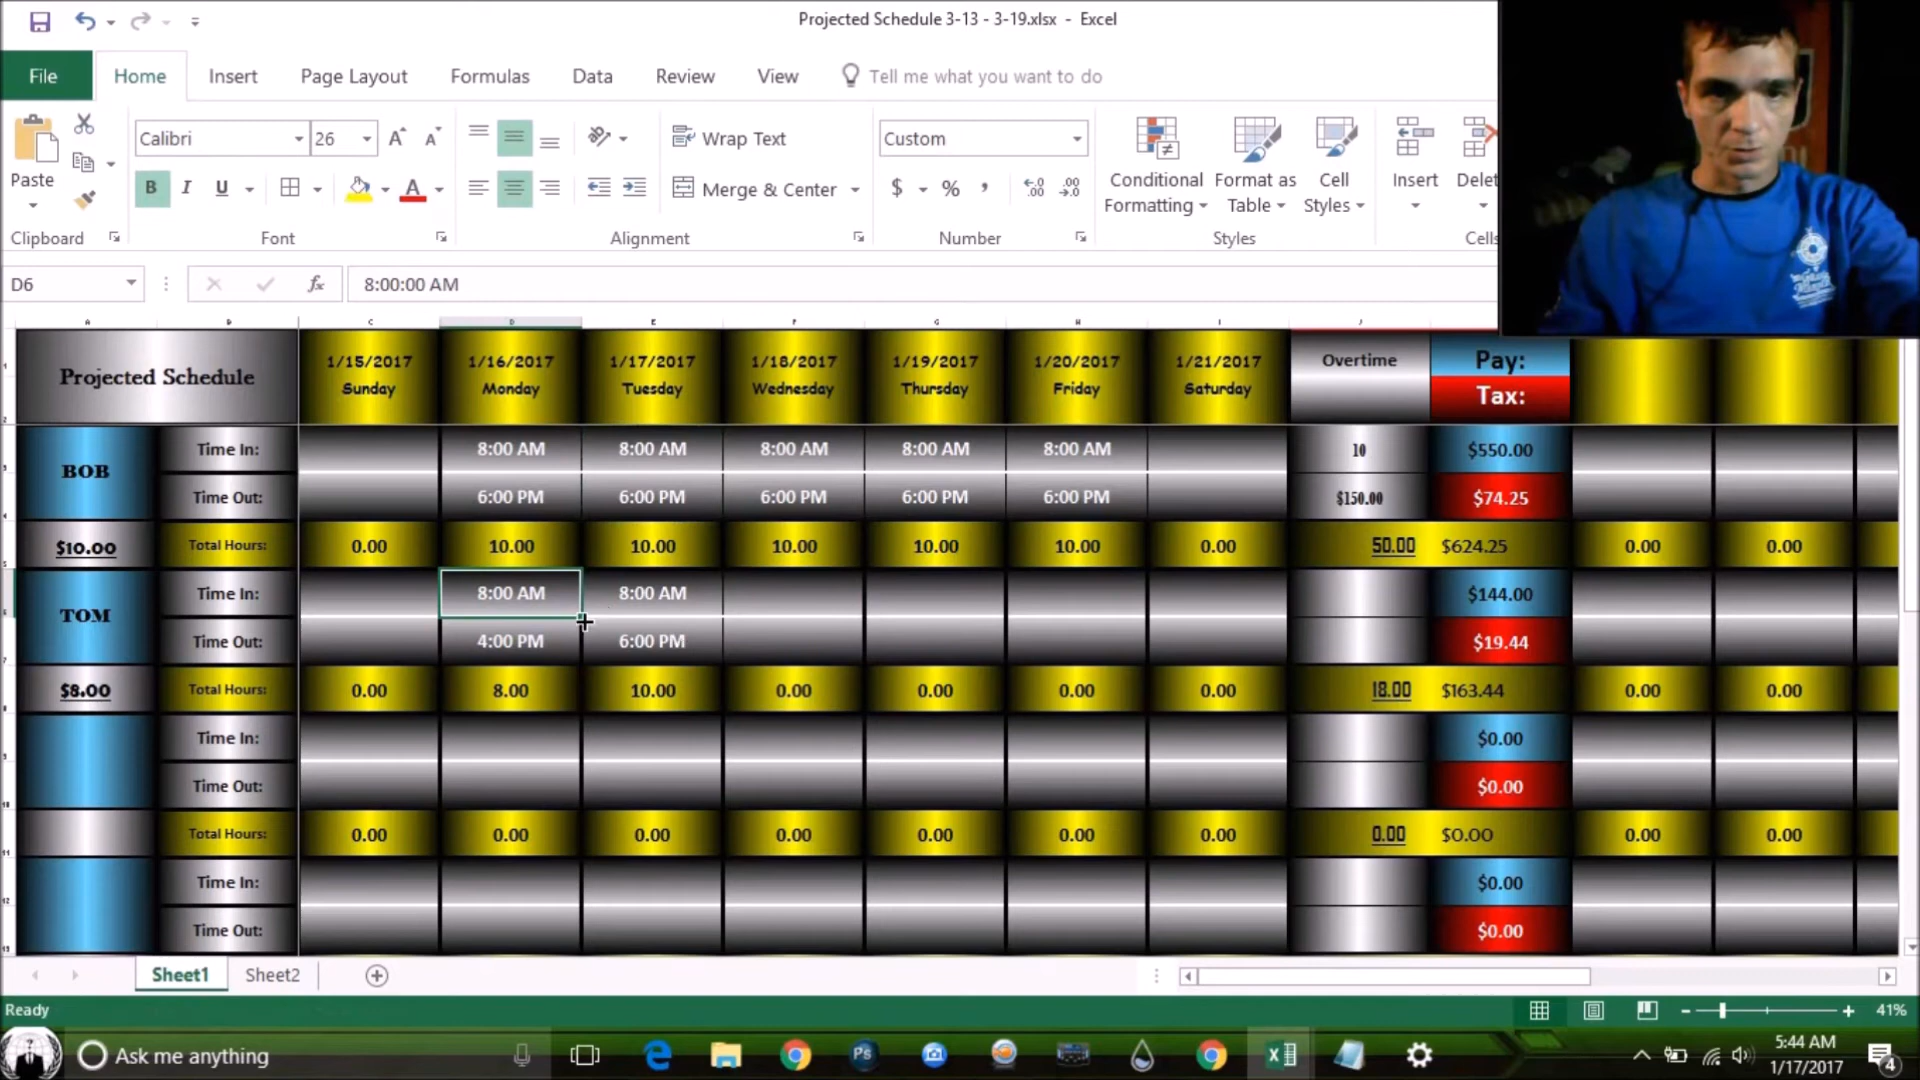 Projected Schedule 3-13 - 3-19.xlsx - Excel
File Home Insert Page Layout Formulas Data Review View Tell me what you want to do
Paste
Calibri 26
B I U
Wrap Text
Merge & Center
Custom
$ % ,
Conditional Formatting
Format as Table
Cell Styles
Insert
Delet
Clipboard Font Alignment Number Styles Cells
D6 fx 8:00:00 AM
A B C D E F G H I J
Projected Schedule
1/15/2017 1/16/2017 1/17/2017 1/18/2017 1/19/2017 1/20/2017 1/21/2017 Overtime Pay:
Sunday Monday Tuesday Wednesday Thursday Friday Saturday Tax:
BOB Time In: 8:00 AM 8:00 AM 8:00 AM 8:00 AM 8:00 AM 10 $550.00
Time Out: 6:00 PM 6:00 PM 6:00 PM 6:00 PM 6:00 PM $150.00 $74.25
$10.00 Total Hours: 0.00 10.00 10.00 10.00 10.00 10.00 0.00 50.00 $624.25 0.00 0.00
TOM Time In: 8:00 AM 8:00 AM $144.00
Time Out: 4:00 PM 6:00 PM $19.44
$8.00 Total Hours: 0.00 8.00 10.00 0.00 0.00 0.00 0.00 18.00 $163.44 0.00 0.00
Time In: $0.00
Time Out: $0.00
Total Hours: 0.00 0.00 0.00 0.00 0.00 0.00 0.00 0.00 $0.00 0.00 0.00
Time In: $0.00
Time Out: $0.00
Sheet1 Sheet2
Ready 41%
Ask me anything
5:44 AM
1/17/2017
4